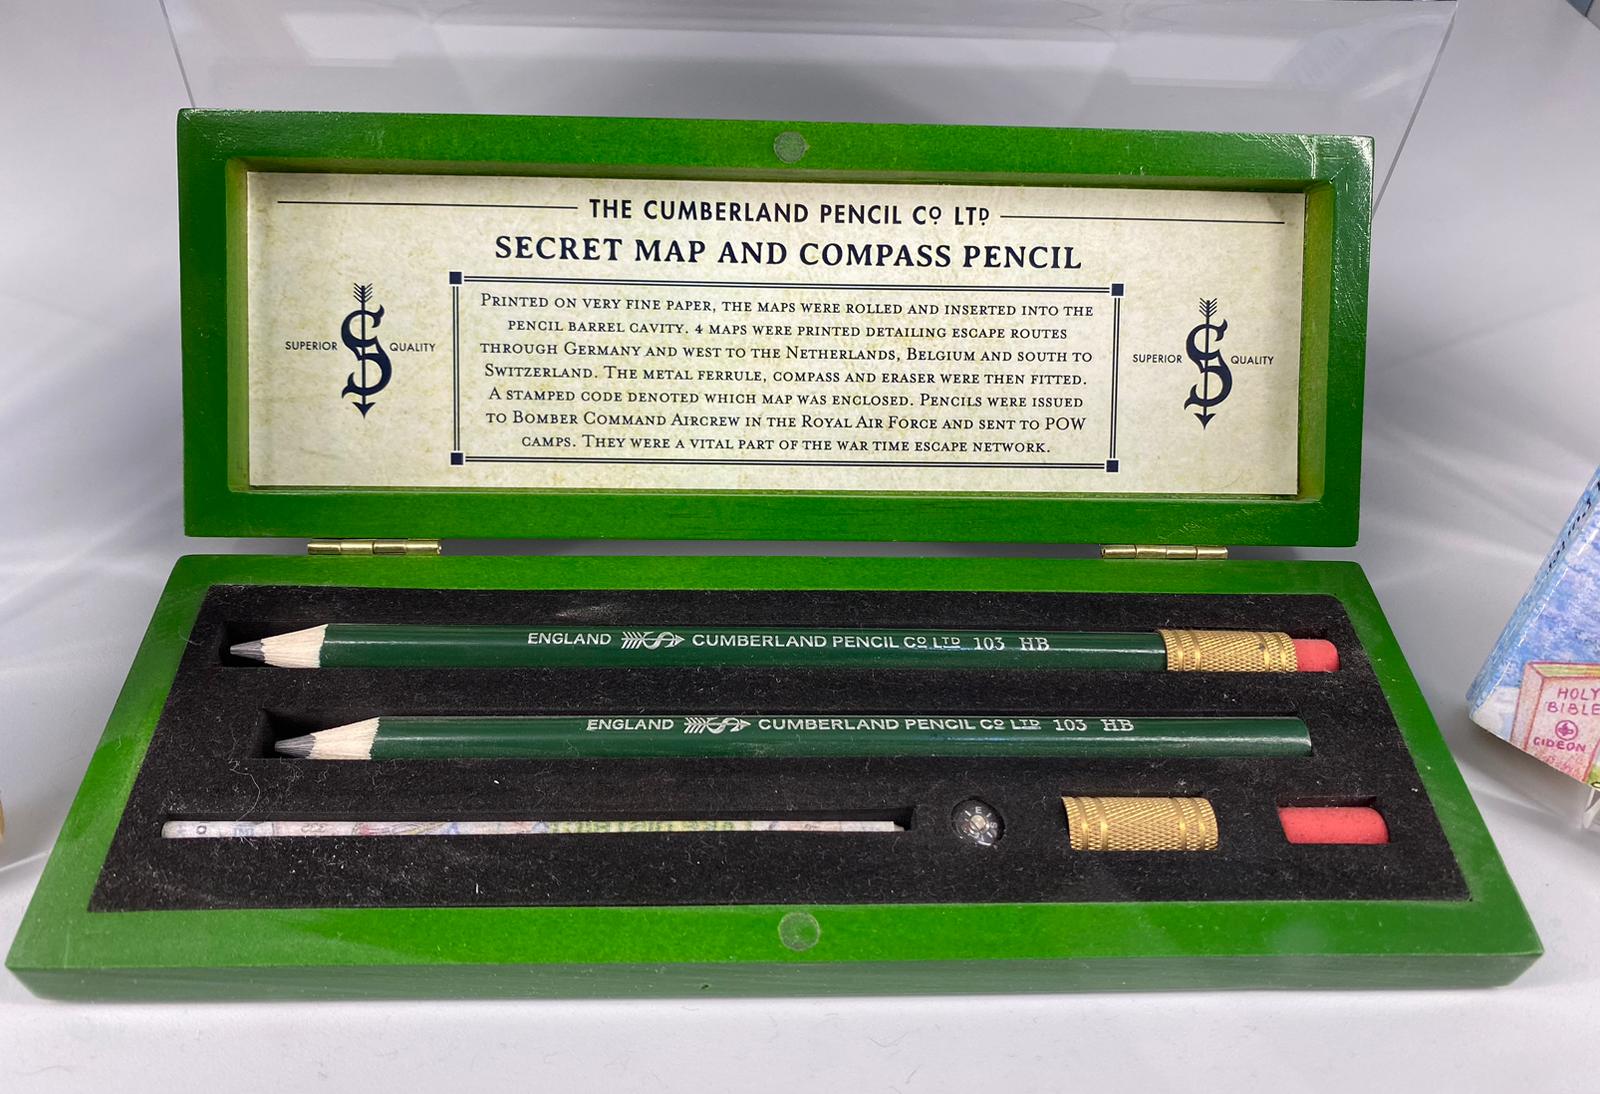 THE CUMBERLAND PENCIL Cº LTD
SECRET MAP AND COMPASS PENCIL
SUPERIOR S QUALITY
PRINTED ON VERY FINE PAPER, THE MAPS WERE ROLLED AND INSERTED INTO THE
PENCIL BARREL CAVITY. 4 MAPS WERE PRINTED DETAILING ESCAPE ROUTES
THROUGH GERMANY AND WEST TO THE NETHERLANDS, BELGIUM AND SOUTH TO
SWITZERLAND. THE METAL FERRULE, COMPASS AND ERASER WERE THEN FITTED.
A STAMPED CODE DENOTED WHICH MAP WAS ENCLOSED. PENCILS WERE ISSUED
TO BOMBER COMMAND AIRCREW IN THE ROYAL AIR FORCE AND SENT TO POW
CAMPS. THEY WERE A VITAL PART OF THE WAR TIME ESCAPE NETWORK.
SUPERIOR S QUALITY
ENGLAND S CUMBERLAND PENCIL Cº LTD 103 HB
ENGLAND S CUMBERLAND PENCIL Cº LTD 103 HB
HOLY
BIBLE
GIDEON